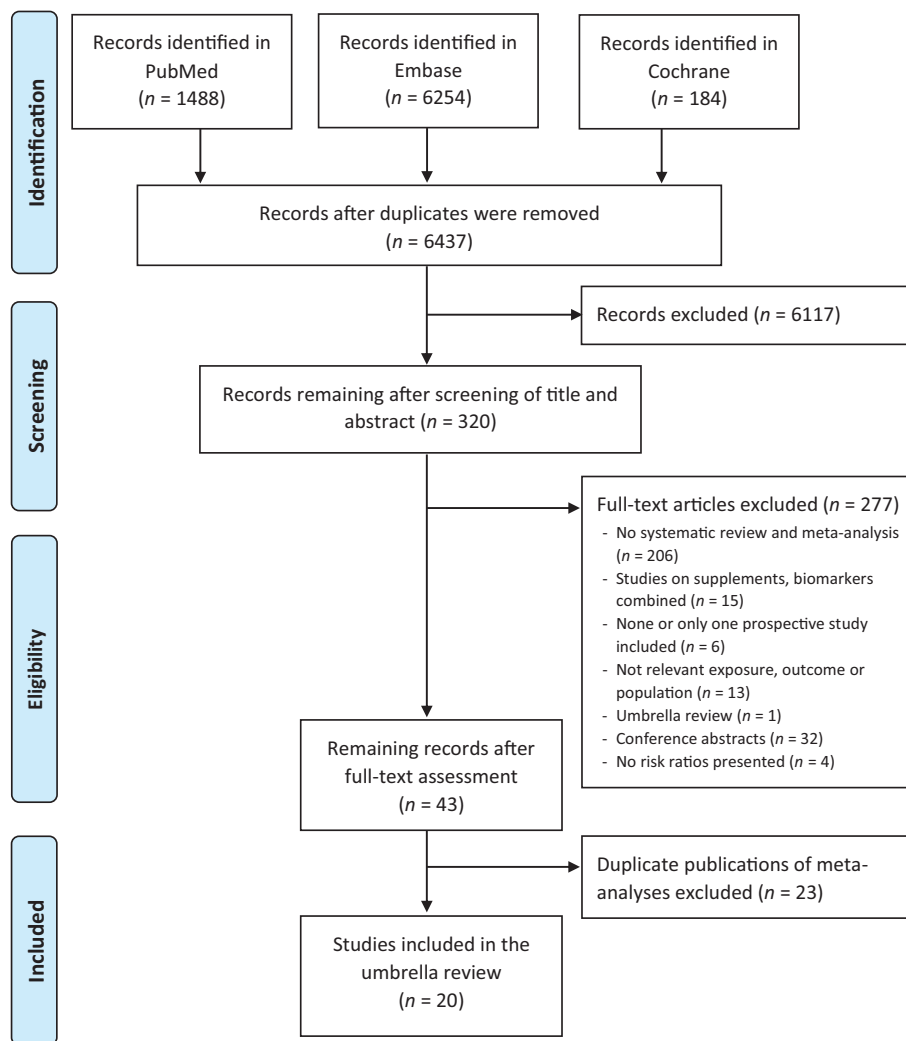 Identification
Records identified in
PubMed
(n = 1488)
Records identified in
Embase
(n = 6254)
Records identified in
Cochrane
(n = 184)
Records after duplicates were removed
(n = 6437)
Screening
Records excluded (n = 6117)
Records remaining after screening of title and
abstract (n = 320)
Eligibility
Full-text articles excluded (n = 277)
- No systematic review and meta-analysis
(n = 206)
- Studies on supplements, biomarkers
combined (n = 15)
- None or only one prospective study
included (n = 6)
- Not relevant exposure, outcome or
population (n = 13)
- Umbrella review (n = 1)
- Conference abstracts (n = 32)
- No risk ratios presented (n = 4)
Remaining records after
full-text assessment
(n = 43)
Included
Duplicate publications of meta-
analyses excluded (n = 23)
Studies included in the
umbrella review
(n = 20)